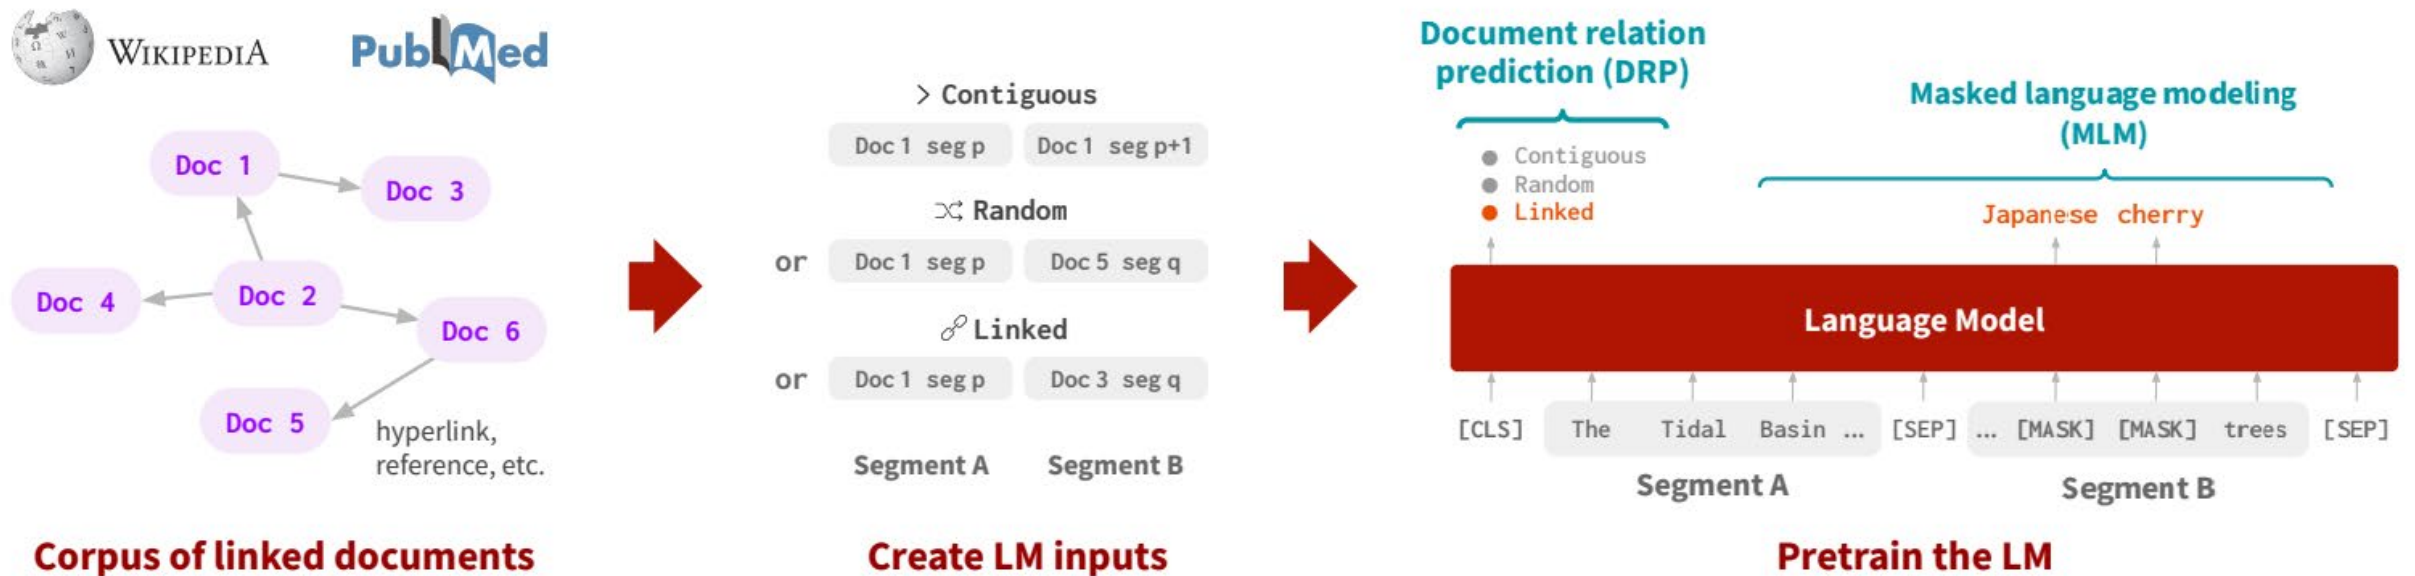 WIKIPEDIA
PubMed
Doc 1
Doc 3
Doc 2
Doc 4
Doc 6
Doc 5
hyperlink,
reference, etc.
Corpus of linked documents
> Contiguous
Doc 1 seg p Doc 1 seg p+1
Random
or Doc 1 seg p Doc 5 seg q
Linked
or Doc 1 seg p Doc 3 seg q
Segment A Segment B
Create LM inputs
Document relation
prediction (DRP)
Contiguous
Random
Linked
Masked language modeling
(MLM)
Japanese cherry
Language Model
[CLS] The Tidal Basin ... [SEP] ... [MASK] [MASK] trees [SEP]
Segment A Segment B
Pretrain the LM